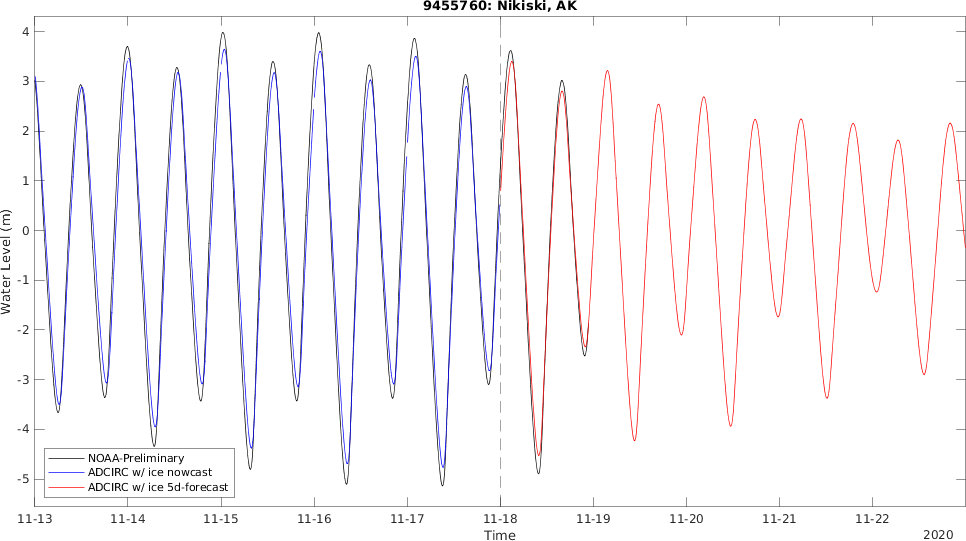 9455760: Nikiski, AK
4
3
2
1
0
-1
-2
-3
-4
-5
Water Level (m)
NOAA-Preliminary
ADCIRC w/ ice nowcast
ADCIRC w/ ice 5d-forecast
11-13 11-14 11-15 11-16 11-17 11-18 11-19 11-20 11-21 11-22
Time
2020